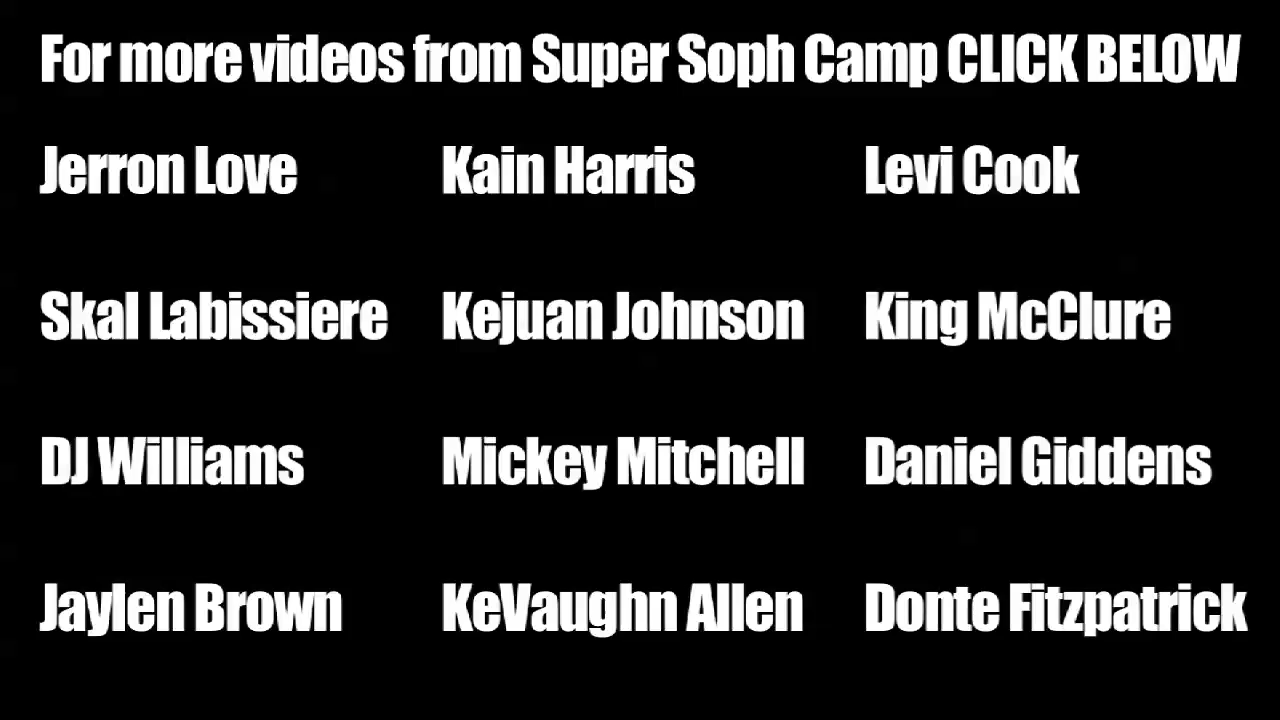 For more videos from Super Soph Camp CLICK BELOW
Jerron Love Kain Harris Levi Cook
Skal Labissiere Kejuan Johnson King McClure
DJ Williams Mickey Mitchell Daniel Giddens
Jaylen Brown KeVaughn Allen Donte Fitzpatrick